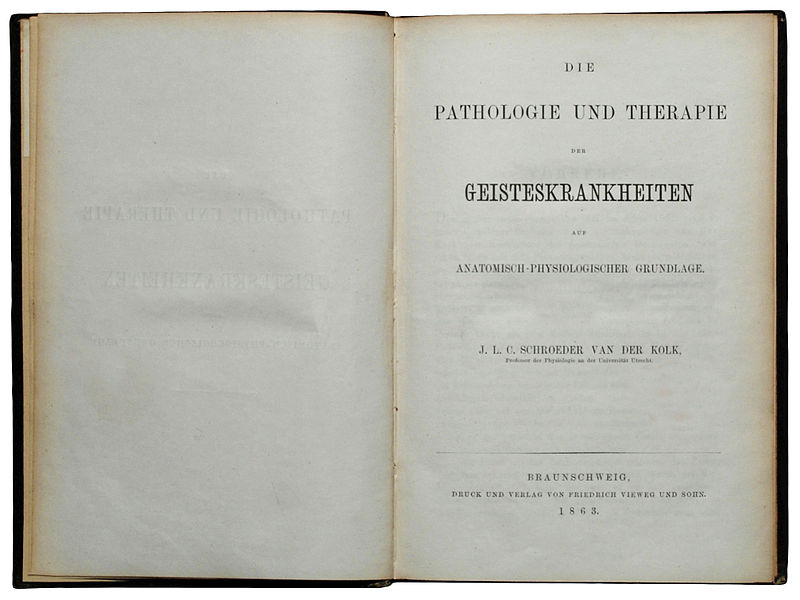 DIE
PATHOLOGIE UND THERAPIE
DER
GEISTESKRANKHEITEN
AUF
ANATOMISCH-PHYSIOLOGISCHER GRUNDLAGE.
J. L. C. SCHROEDER VAN DER KOLK,
Professor der Physiologie an der Universität Utrecht.
BRAUNSCHWEIG,
DRUCK UND VERLAG VON FRIEDRICH VIEWEG UND SOHN.
1863.